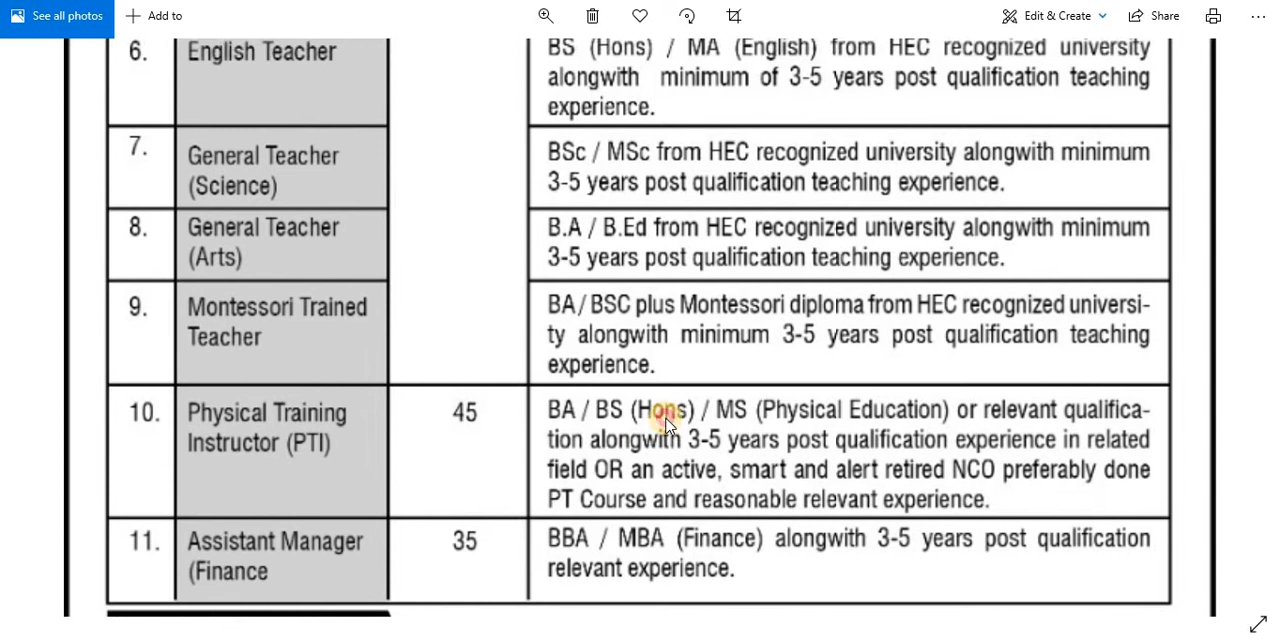 See all photos
Add to
Edit & Create
Share
6.
English Teacher
BS (Hons) / MA (English) from HEC recognized university
alongwith minimum of 3-5 years post qualification teaching
experience.
7.
General Teacher
(Science)
BSc / MSc from HEC recognized university alongwith minimum
3-5 years post qualification teaching experience.
8.
General Teacher
(Arts)
B.A / B.Ed from HEC recognized university alongwith minimum
3-5 years post qualification teaching experience.
9.
Montessori Trained
Teacher
BA / BSC plus Montessori diploma from HEC recognized universi-
ty alongwith minimum 3-5 years post qualification teaching
experience.
10.
Physical Training
Instructor (PTI)
45
BA / BS (Hons) / MS (Physical Education) or relevant qualifica-
tion alongwith 3-5 years post qualification experience in related
field OR an active, smart and alert retired NCO preferably done
PT Course and reasonable relevant experience.
11.
Assistant Manager
(Finance
35
BBA / MBA (Finance) alongwith 3-5 years post qualification
relevant experience.